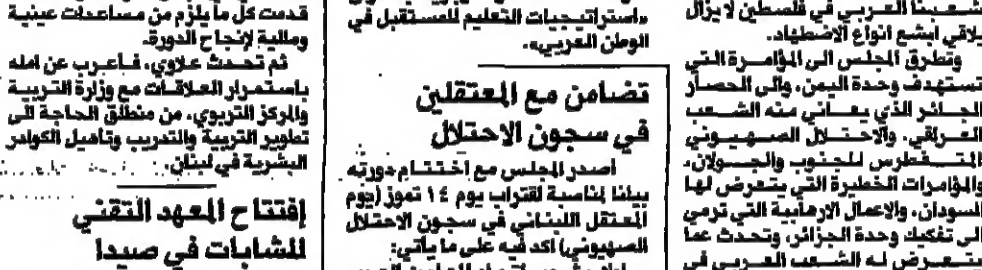 شعبنا العربي في فلسطين لا يزال
يلاقي ابشع انواع الاضطهاد.
وتطرق المجلس الى المؤامرة التي
تستهدف وحدة اليمن، والى الحصار
الجائر الذي يعاني منه الشعب
العراقي، والاحتلال الصهيوني
المتغطرس للجنوب والجولان،
والمؤامرات الخطيرة التي يتعرض لها
السودان، والاعمال الارهابية التي ترمي
الى تفكيك وحدة الجزائر، وتحدث عما
يتعرض له الشعب العربي في
«استراتيجيات التعليم للمستقبل في
الوطن العربي».
تضامن مع المعتقلين
في سجون الاحتلال
أصدر المجلس مع اختتام دورته
بيانا لمناسبة اقتراب يوم ١٤ تموز (يوم
المعتقل اللبناني في سجون الاحتلال
الصهيوني) اكد فيه على ما يأتي:
قدمت كل ما يلزم من مساعدات عينية
ومالية لإنجاح الدورة.
ثم تحدث علاوي، فأعرب عن امله
باستمرار العلاقات مع وزارة التربية
والمركز التربوي، من منطلق الحاجة الى
تطوير التربية والتدريب وتأهيل الكوادر
البشرية في لبنان.
إفتتاح المعهد التقني
للشابات في صيدا